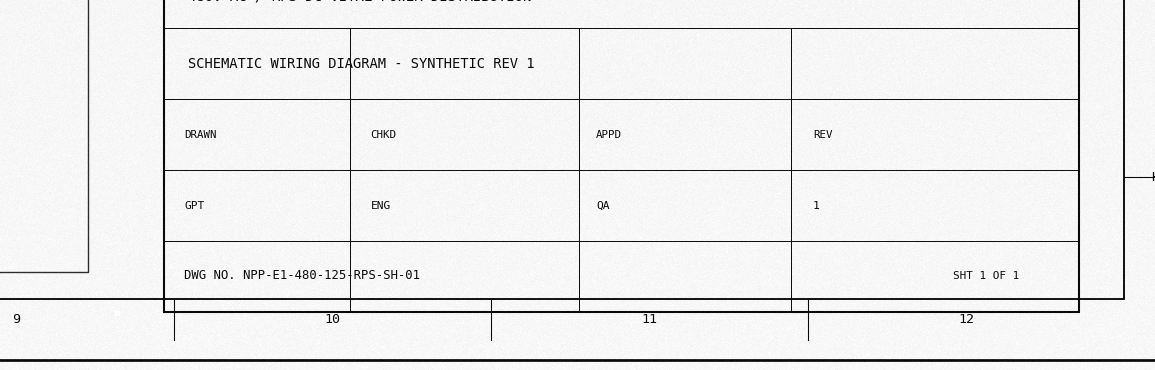 SCHEMATIC WIRING DIAGRAM - SYNTHETIC REV 1
DRAWN CHKD APPD REV
GPT ENG QA 1
DWG NO. NPP-E1-480-125-RPS-SH-01 SHT 1 OF 1
9 10 11 12